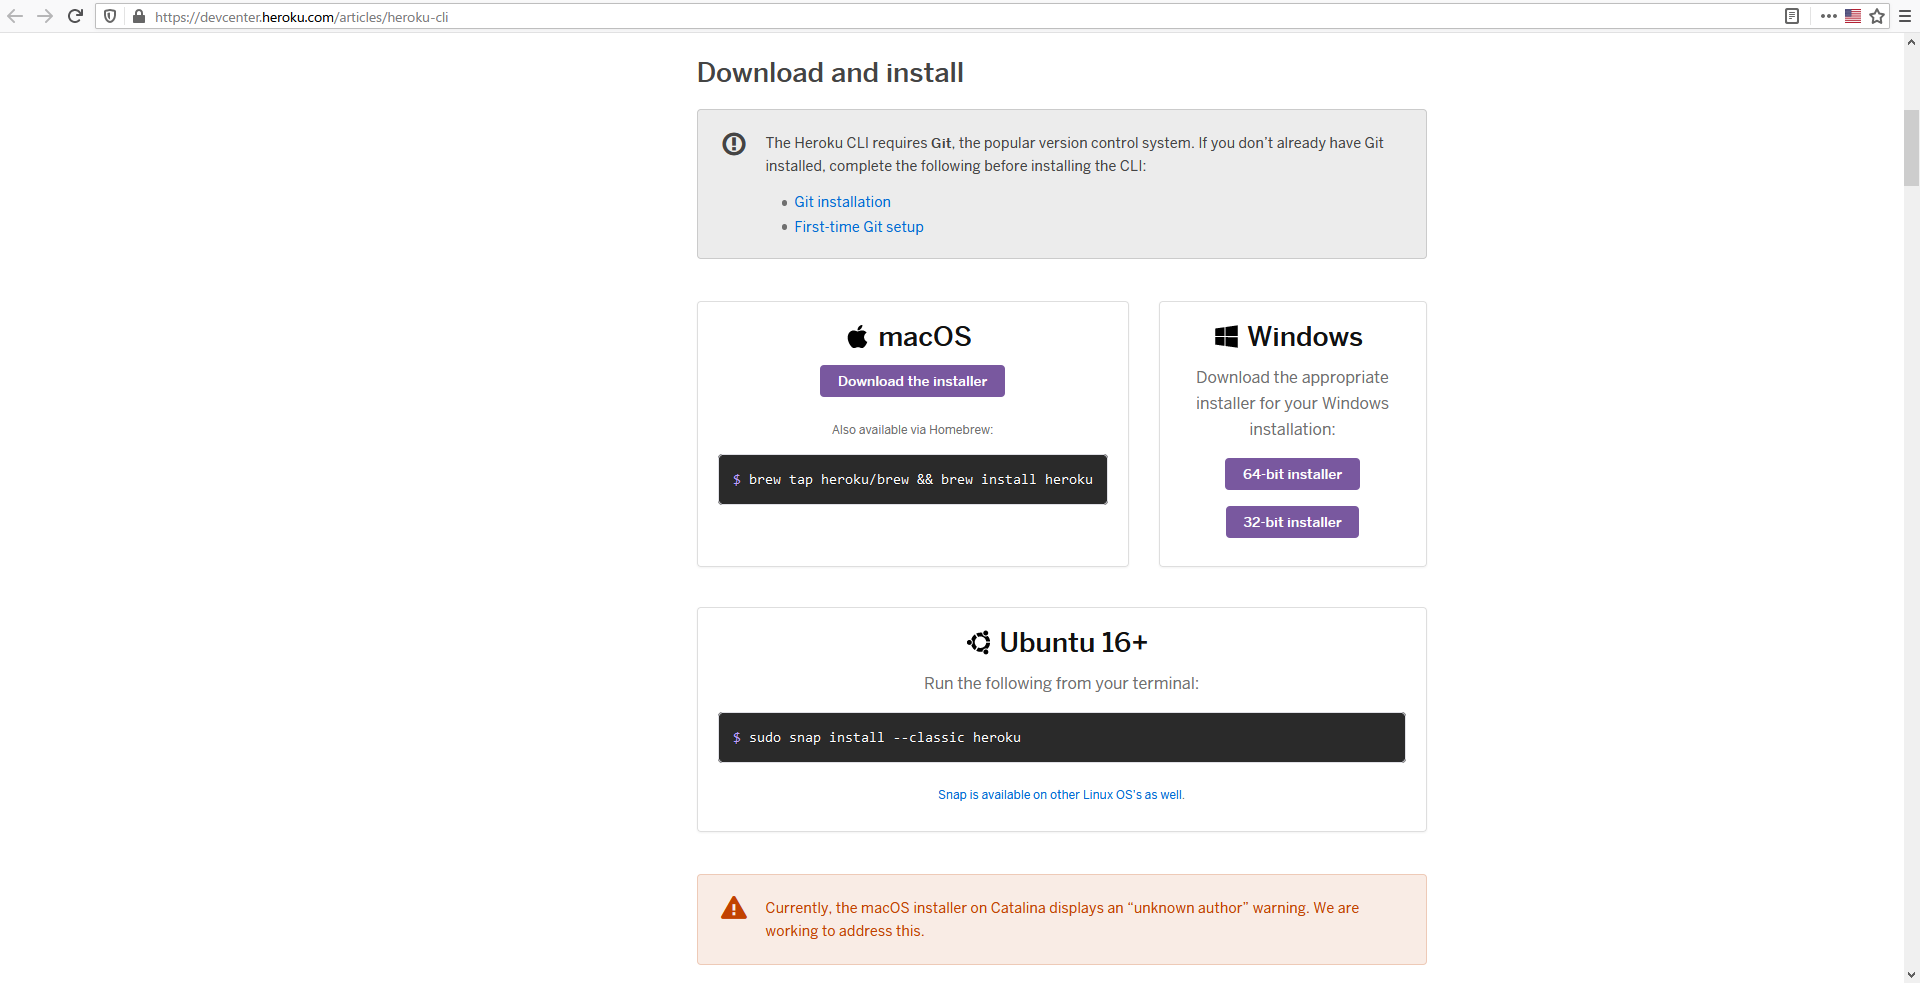 https://devcenter.heroku.com/articles/heroku-cli
Download and install
The Heroku CLI requires Git, the popular version control system. If you don’t already have Git
installed, complete the following before installing the CLI:
Git installation
First-time Git setup
macOS
Download the installer
Also available via Homebrew:
$ brew tap heroku/brew && brew install heroku
Windows
Download the appropriate
installer for your Windows
installation:
64-bit installer
32-bit installer
Ubuntu 16+
Run the following from your terminal:
$ sudo snap install --classic heroku
Snap is available on other Linux OS's as well.
Currently, the macOS installer on Catalina displays an “unknown author” warning. We are
working to address this.